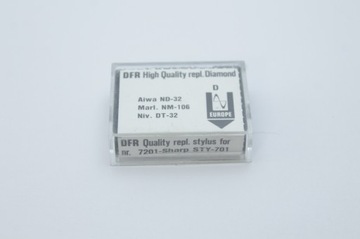 DFR High Quality repl. Diamond
Aiwa ND-32
Marl. NM-106
Niv. DT-32
D
EUROPE
DFR Quality repl. stylus for
nr. 7201-Sharp STY-701